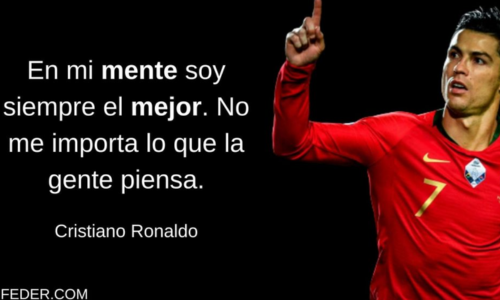 En mi mente soy
siempre el mejor. No
me importa lo que la
gente piensa.
Cristiano Ronaldo
7
FEDER.COM